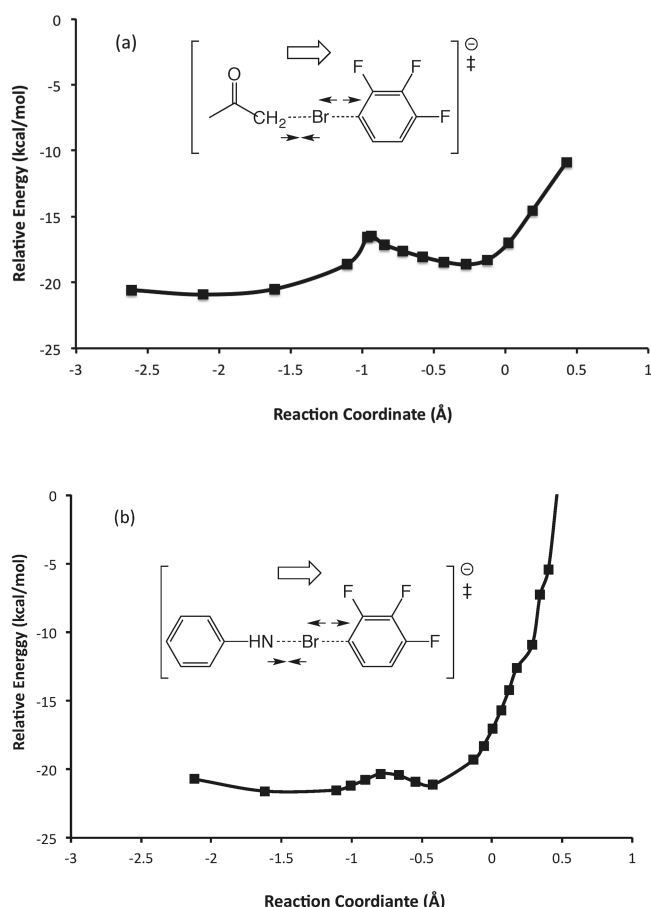 (a)
⊖
‡
F F
O
CH2 Br F
0
-5
-10
-15
-20
-25
-3 -2.5 -2 -1.5 -1 -0.5 0 0.5 1
Relative Energy (kcal/mol)
Reaction Coordinate (Å)
(b)
⊖
‡
F F
HN Br F
0
-5
-10
-15
-20
-25
-3 -2.5 -2 -1.5 -1 -0.5 0 0.5 1
Relative Energgy (kcal/mol)
Reaction Coordiante (Å)